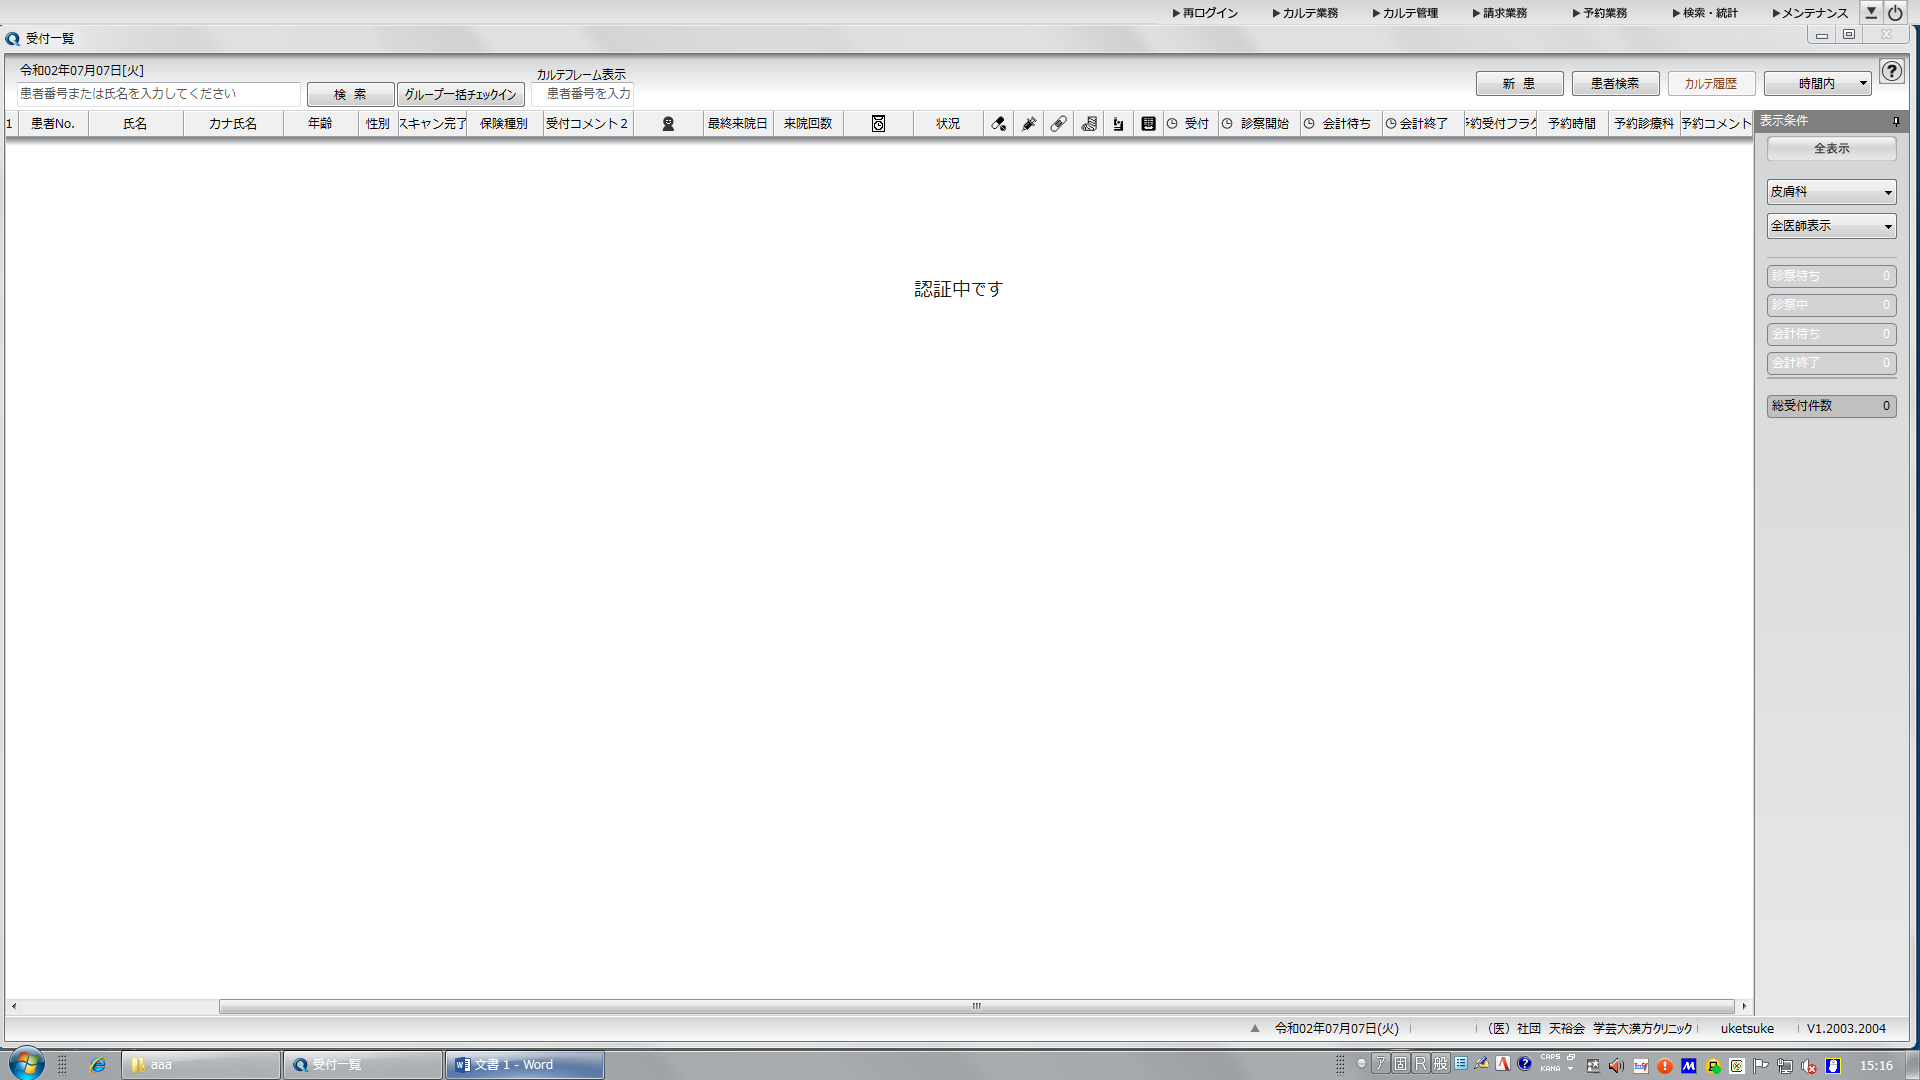 ▶再ログイン ▶カルテ業務 ▶カルテ管理 ▶請求業務 ▶予約業務 ▶検索・統計 ▶メンテナンス
受付一覧
令和02年07月07日[火]
カルテフレーム表示
患者番号または氏名を入力してください 検 索 グループ一括チェックイン 患者番号を入力
新 患 患者検索 カルテ履歴 時間内 ?
1 患者No. 氏名 カナ氏名 年齢 性別 スキャン完了 保険種別 受付コメント2 最終来院日 来院回数 状況 受付 診察開始 会計待ち 会計終了 予約受付フラグ 予約時間 予約診療科 予約コメント
表示条件
全表示
皮膚科
全医師表示
診察待ち 0
診察中 0
会計待ち 0
会計終了 0
総受付件数 0
認証中です
令和02年07月07日(火) (医)社団 天裕会 学芸大漢方クリニック uketsuke V1.2003.2004
aaa 受付一覧 文書 1 - Word
ア 固 R 般 CAPS KANA 15:16